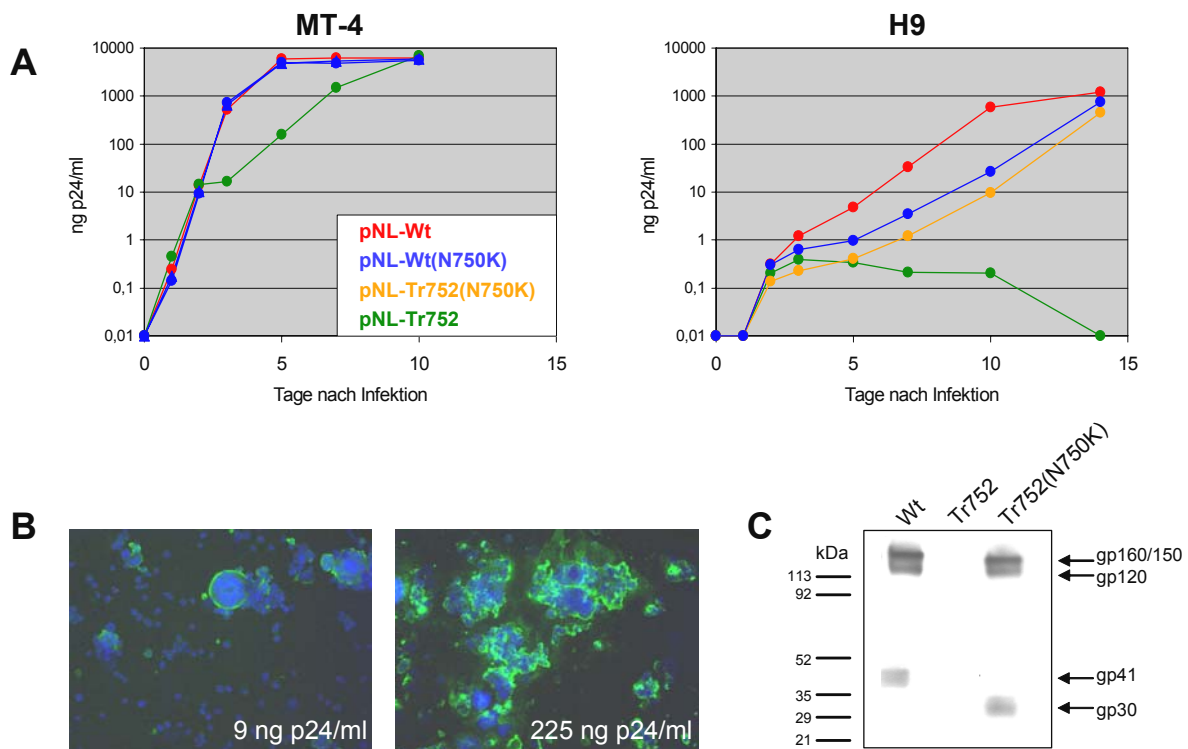 MT-4
H9
A
10000
1000
100
10
1
0,1
0,01
ng p24/ml
0
5
10
15
Tage nach Infektion
pNL-Wt
pNL-Wt(N750K)
pNL-Tr752(N750K)
pNL-Tr752
10000
1000
100
10
1
0,1
0,01
ng p24/ml
0
5
10
15
Tage nach Infektion
B
9 ng p24/ml
225 ng p24/ml
C
Wt
Tr752
Tr752(N750K)
kDa
113
92
52
35
29
21
gp160/150
gp120
gp41
gp30